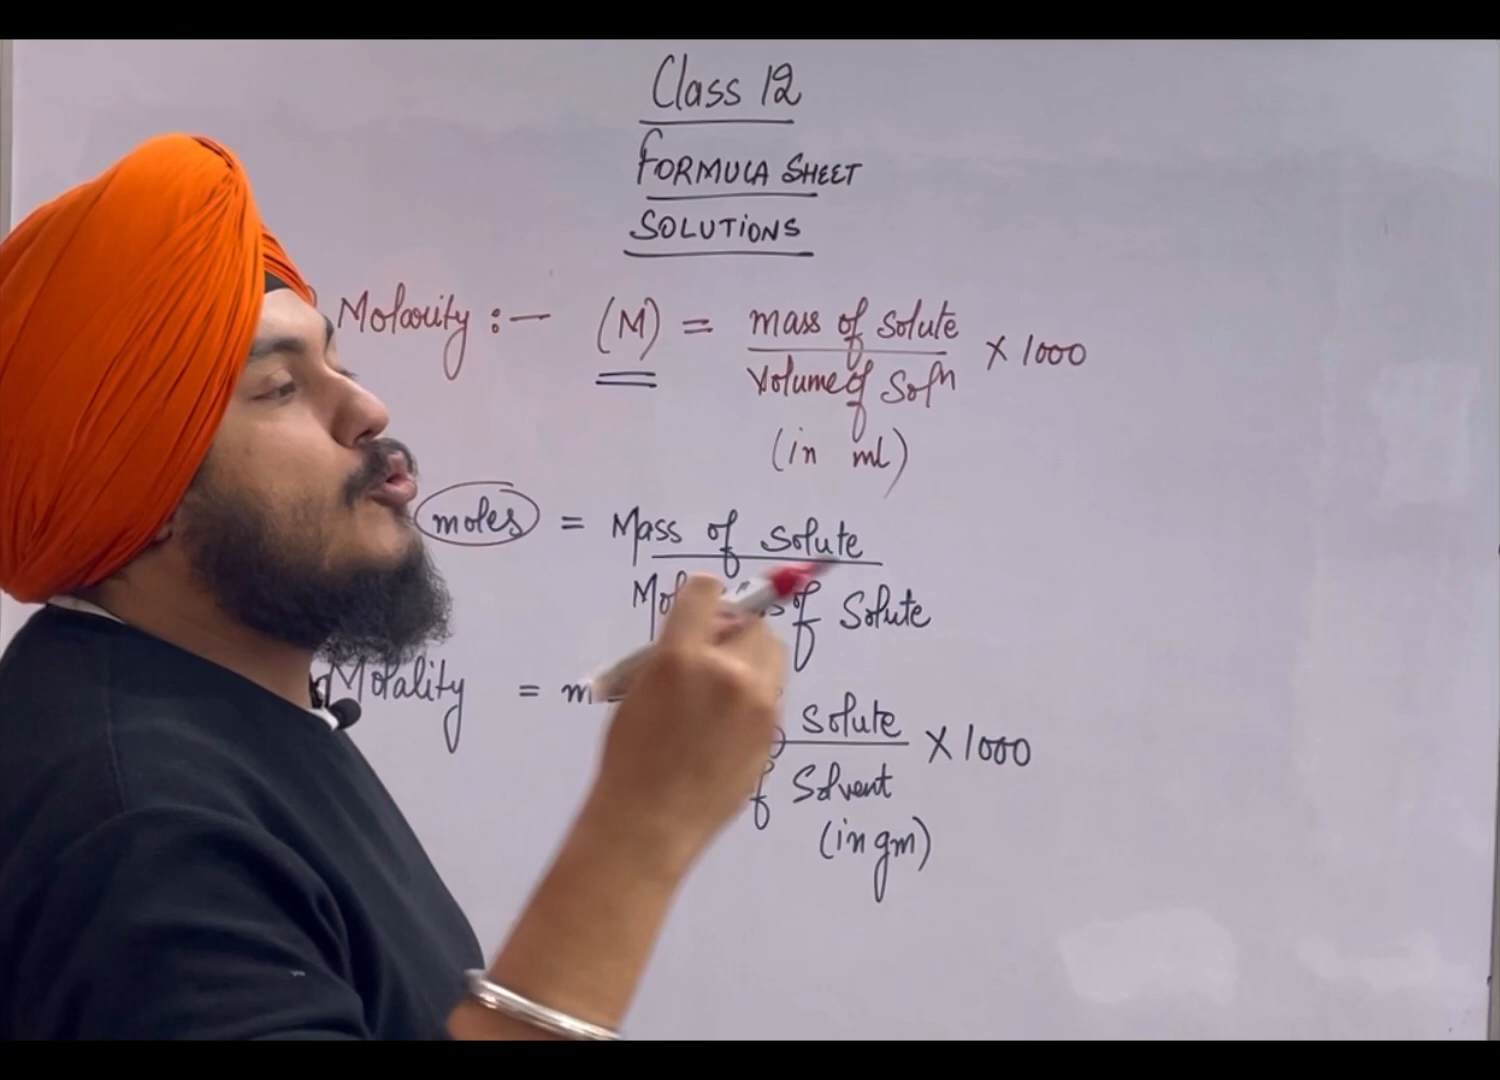 Class 12
FORMULA SHEET
SOLUTIONS
Molarity :- (M) = mass of solute / Volume of Solⁿ × 1000
(in ml)
moles = Mass of Solute
of Solute
Molality = m
solute × 1000
Solvent
(in gm)